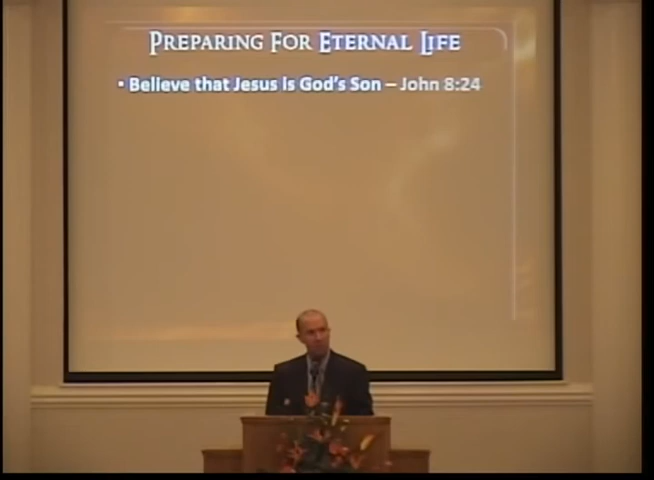 PREPARING FOR ETERNAL LIFE
• Believe that Jesus is God's Son – John 8:24